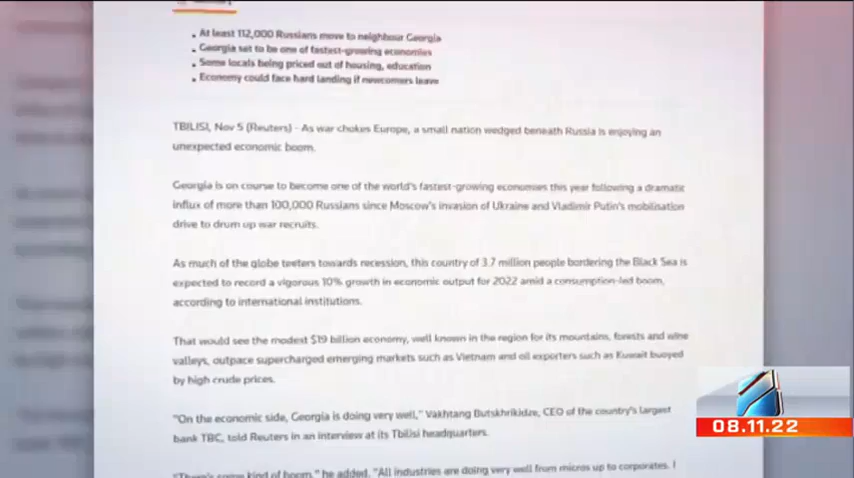 At least 112,000 Russians move to neighbour Georgia
Georgia set to be one of fastest-growing economies
Some locals being priced out of housing, education
Economy could face hard landing if newcomers leave
TBILISI, Nov 5 (Reuters) - As war chokes Europe, a small nation wedged beneath Russia is enjoying an
unexpected economic boom.
Georgia is on course to become one of the world's fastest-growing economies this year following a dramatic
influx of more than 100,000 Russians since Moscow's invasion of Ukraine and Vladimir Putin's mobilisation
drive to drum up war recruits.
As much of the globe teeters towards recession, this country of 3.7 million people bordering the Black Sea is
expected to record a vigorous 10% growth in economic output for 2022 amid a consumption-led boom,
according to international institutions.
That would see the modest $19 billion economy, well known in the region for its mountains, forests and wine
valleys, outpace supercharged emerging markets such as Vietnam and oil exporters such as Kuwait buoyed
by high crude prices.
"On the economic side, Georgia is doing very well," Vakhtang Butskhrikidze, CEO of the country's largest
bank TBC, told Reuters in an interview at its Tbilisi headquarters.
"There's some kind of boom," he added. "All industries are doing very well from micros up to corporates. I
08.11.22